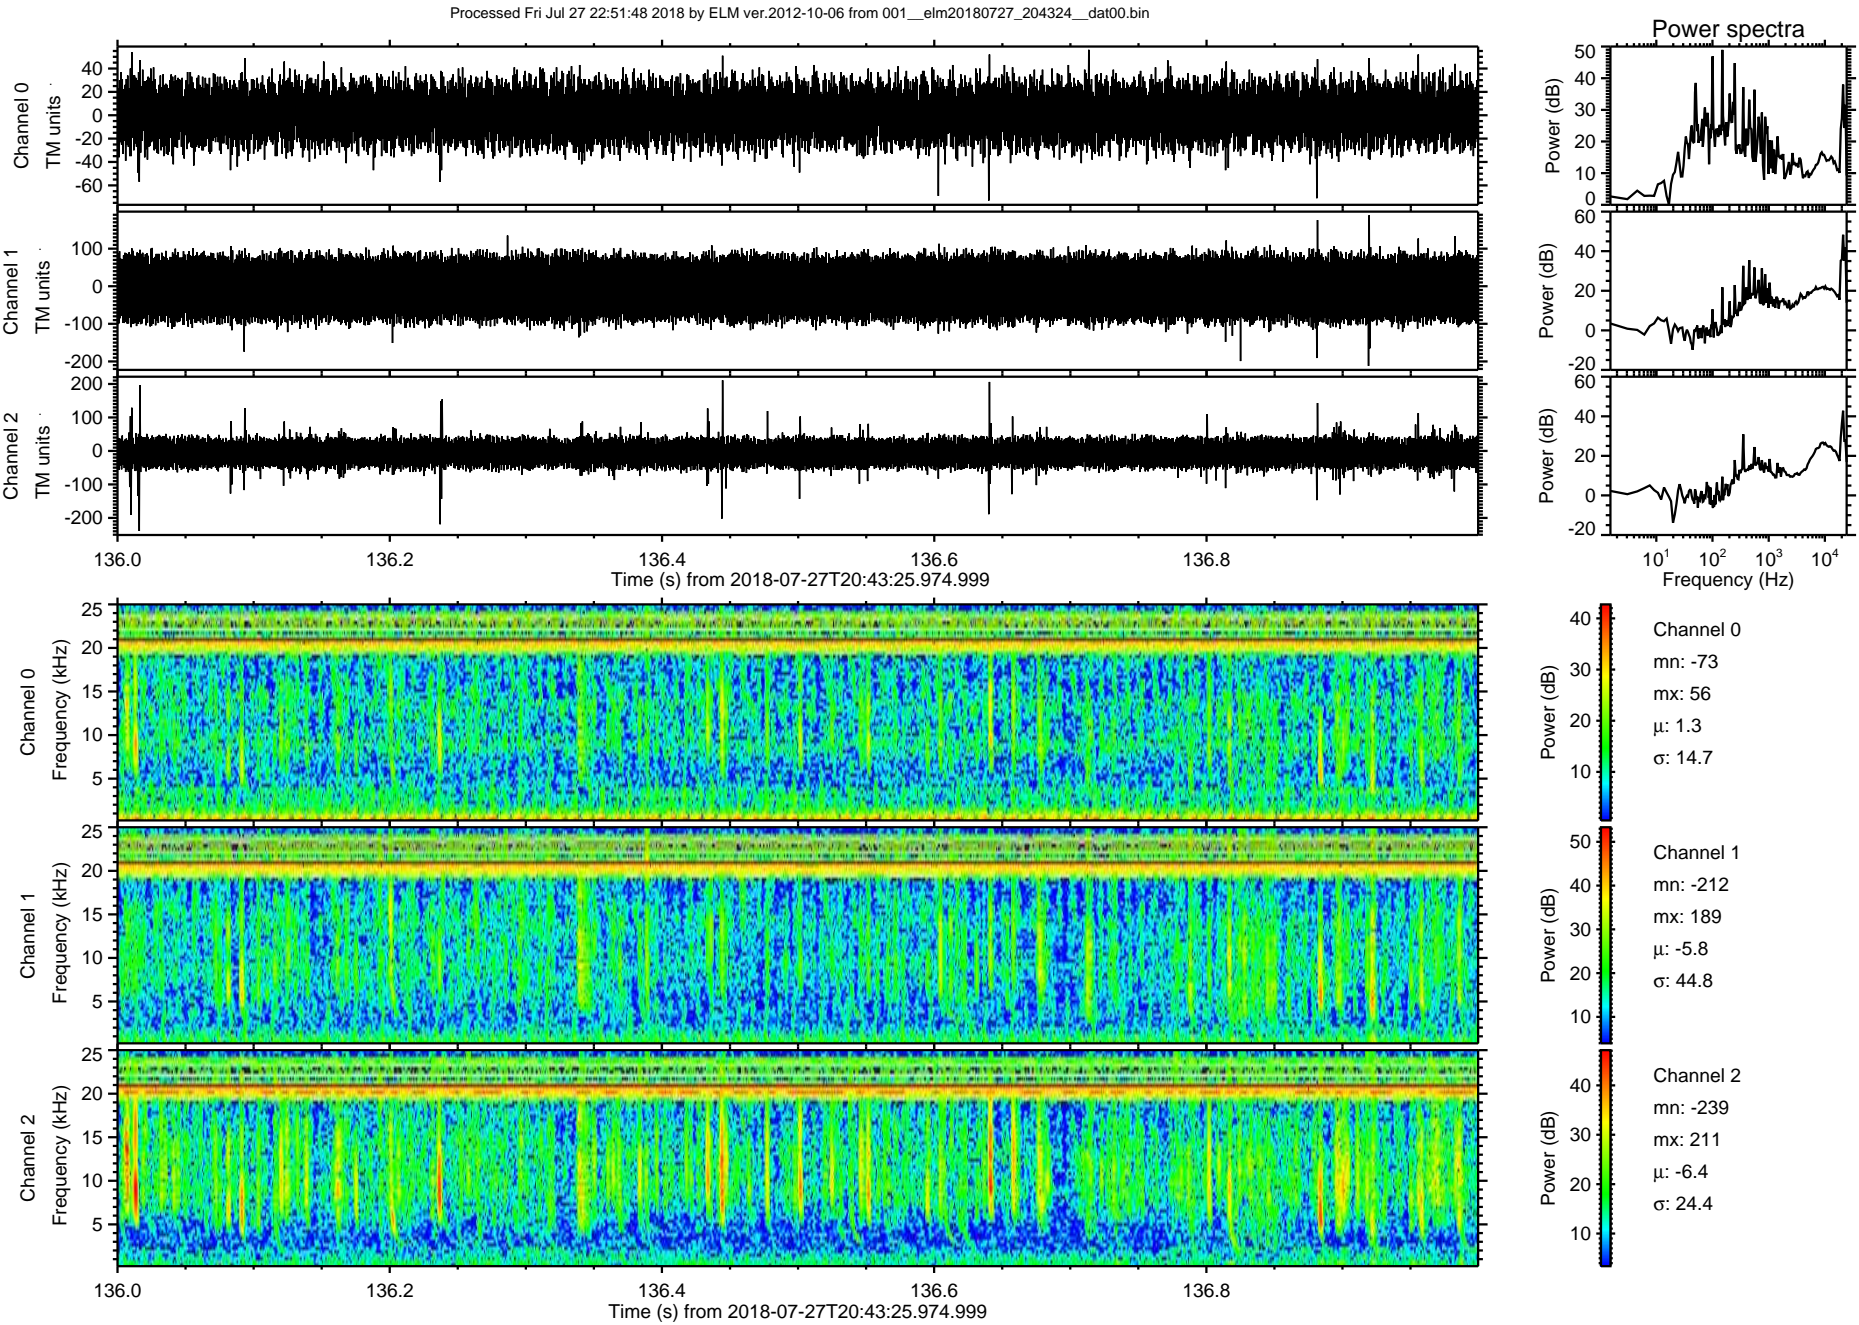 Processed Fri Jul 27 22:51:48 2018 by ELM ver.2012-10-06 from 001__elm20180727_204324__dat00.bin
Power spectra
Channel 0
TM units
40
20
0
-20
-40
-60
Power (dB)
50
40
30
20
10
0
Channel 1
TM units
100
0
-100
-200
Power (dB)
60
40
20
0
-20
Channel 2
TM units
200
100
0
-100
-200
Power (dB)
60
40
20
0
-20
136.0 136.2 136.4 136.6 136.8
Time (s) from 2018-07-27T20:43:25.974.999
10^1 10^2 10^3 10^4
Frequency (Hz)
Channel 0
Frequency (kHz)
25
20
15
10
5
Power (dB)
40
30
20
10
Channel 0
mn: -73
mx: 56
μ: 1.3
σ: 14.7
Channel 1
Frequency (kHz)
25
20
15
10
5
Power (dB)
50
40
30
20
10
Channel 1
mn: -212
mx: 189
μ: -5.8
σ: 44.8
Channel 2
Frequency (kHz)
25
20
15
10
5
Power (dB)
40
30
20
10
Channel 2
mn: -239
mx: 211
μ: -6.4
σ: 24.4
136.0 136.2 136.4 136.6 136.8
Time (s) from 2018-07-27T20:43:25.974.999